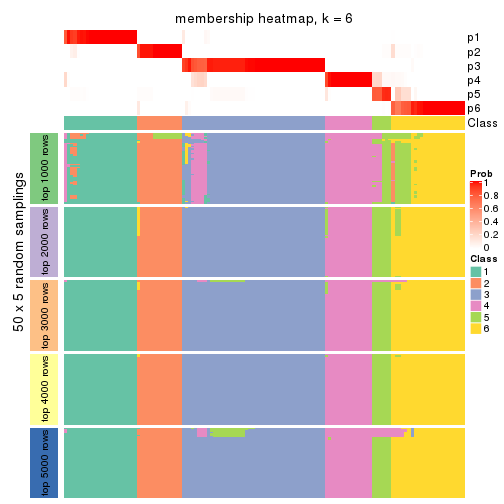 membership heatmap, k = 6
p1
p2
p3
p4
p5
p6
Class
50 x 5 random samplings
top 1000 rows
top 2000 rows
top 3000 rows
top 4000 rows
top 5000 rows
Prob
1
0.8
0.6
0.4
0.2
0
Class
1
2
3
4
5
6